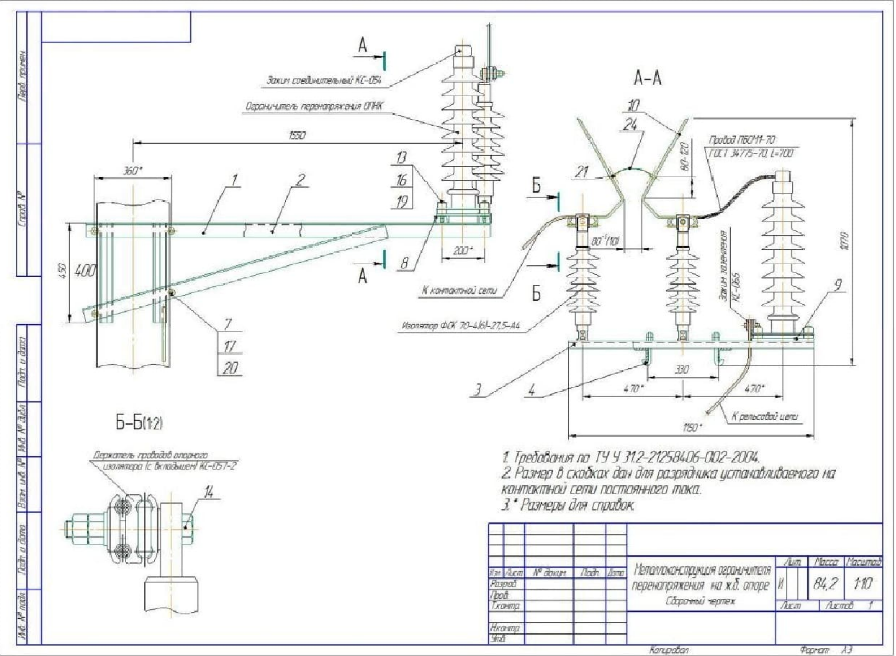 Перв. примен.
Справ №
Подп. и дата
Инв № дубл
Взам инв №
Подп. и дата
Инв № подл
А
Зажим соединительный КС-054
Ограничитель перенапряжения ОПНК
1550
360*
1
2
13
16
19
450
400
8
200*
А
7
17
20
А-А
10
24
Провод ПБСМ1-70
ГОСТ 34775-70, L=700
21
60-120
Б
К контактной сети
Б
Изолятор ФСК 70-4(6)-27,5-А4
Зажим заземления
КС-065
1070
9
3
4
330
470*
470*
К рельсовой цепи
1150*
Б-Б(1:2)
Держатель проводов опорного
изолятора (с вкладышем) КС-057-2
14
1. Требования по ТУ У 31.2-21258406-002-2004.
2. Размер в скобках дан для разрядника устанавливаемого на
контактной сети постоянного тока.
3.* Размеры для справок.
Изм Лист № докум. Подп. Дата
Разраб.
Пров.
Т.контр.
Н.контр.
Утв.
Металлоконструкция ограничителя
перенапряжения на ж.б. опоре
Сборочный чертеж
Лит. Масса Масштаб
И 84,2 1:10
Лист Листов 1
Копировал Формат А3